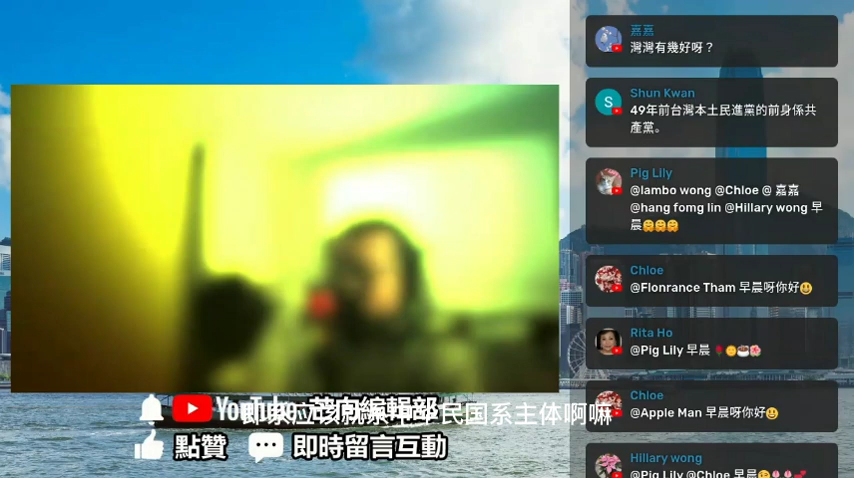 嘉嘉
灣灣有幾好呀？
Shun Kwan
49年前台灣本土民進黨的前身係共
產黨。
Pig Lily
@lambo wong @Chloe @ 嘉嘉
@hang fomg lin @Hillary wong 早
晨🤗🤗🤗
Chloe
@Flonrance Tham 早晨呀你好😃
Rita Ho
@Pig Lily 早晨🌹🌞☕🌺
Chloe
@Apple Man 早晨呀你好😃
Hillary wong
@Pig Lily @Chloe 早晨
YouTube
编輯部
民国系主体啊嘛
點贊 即時留言互動